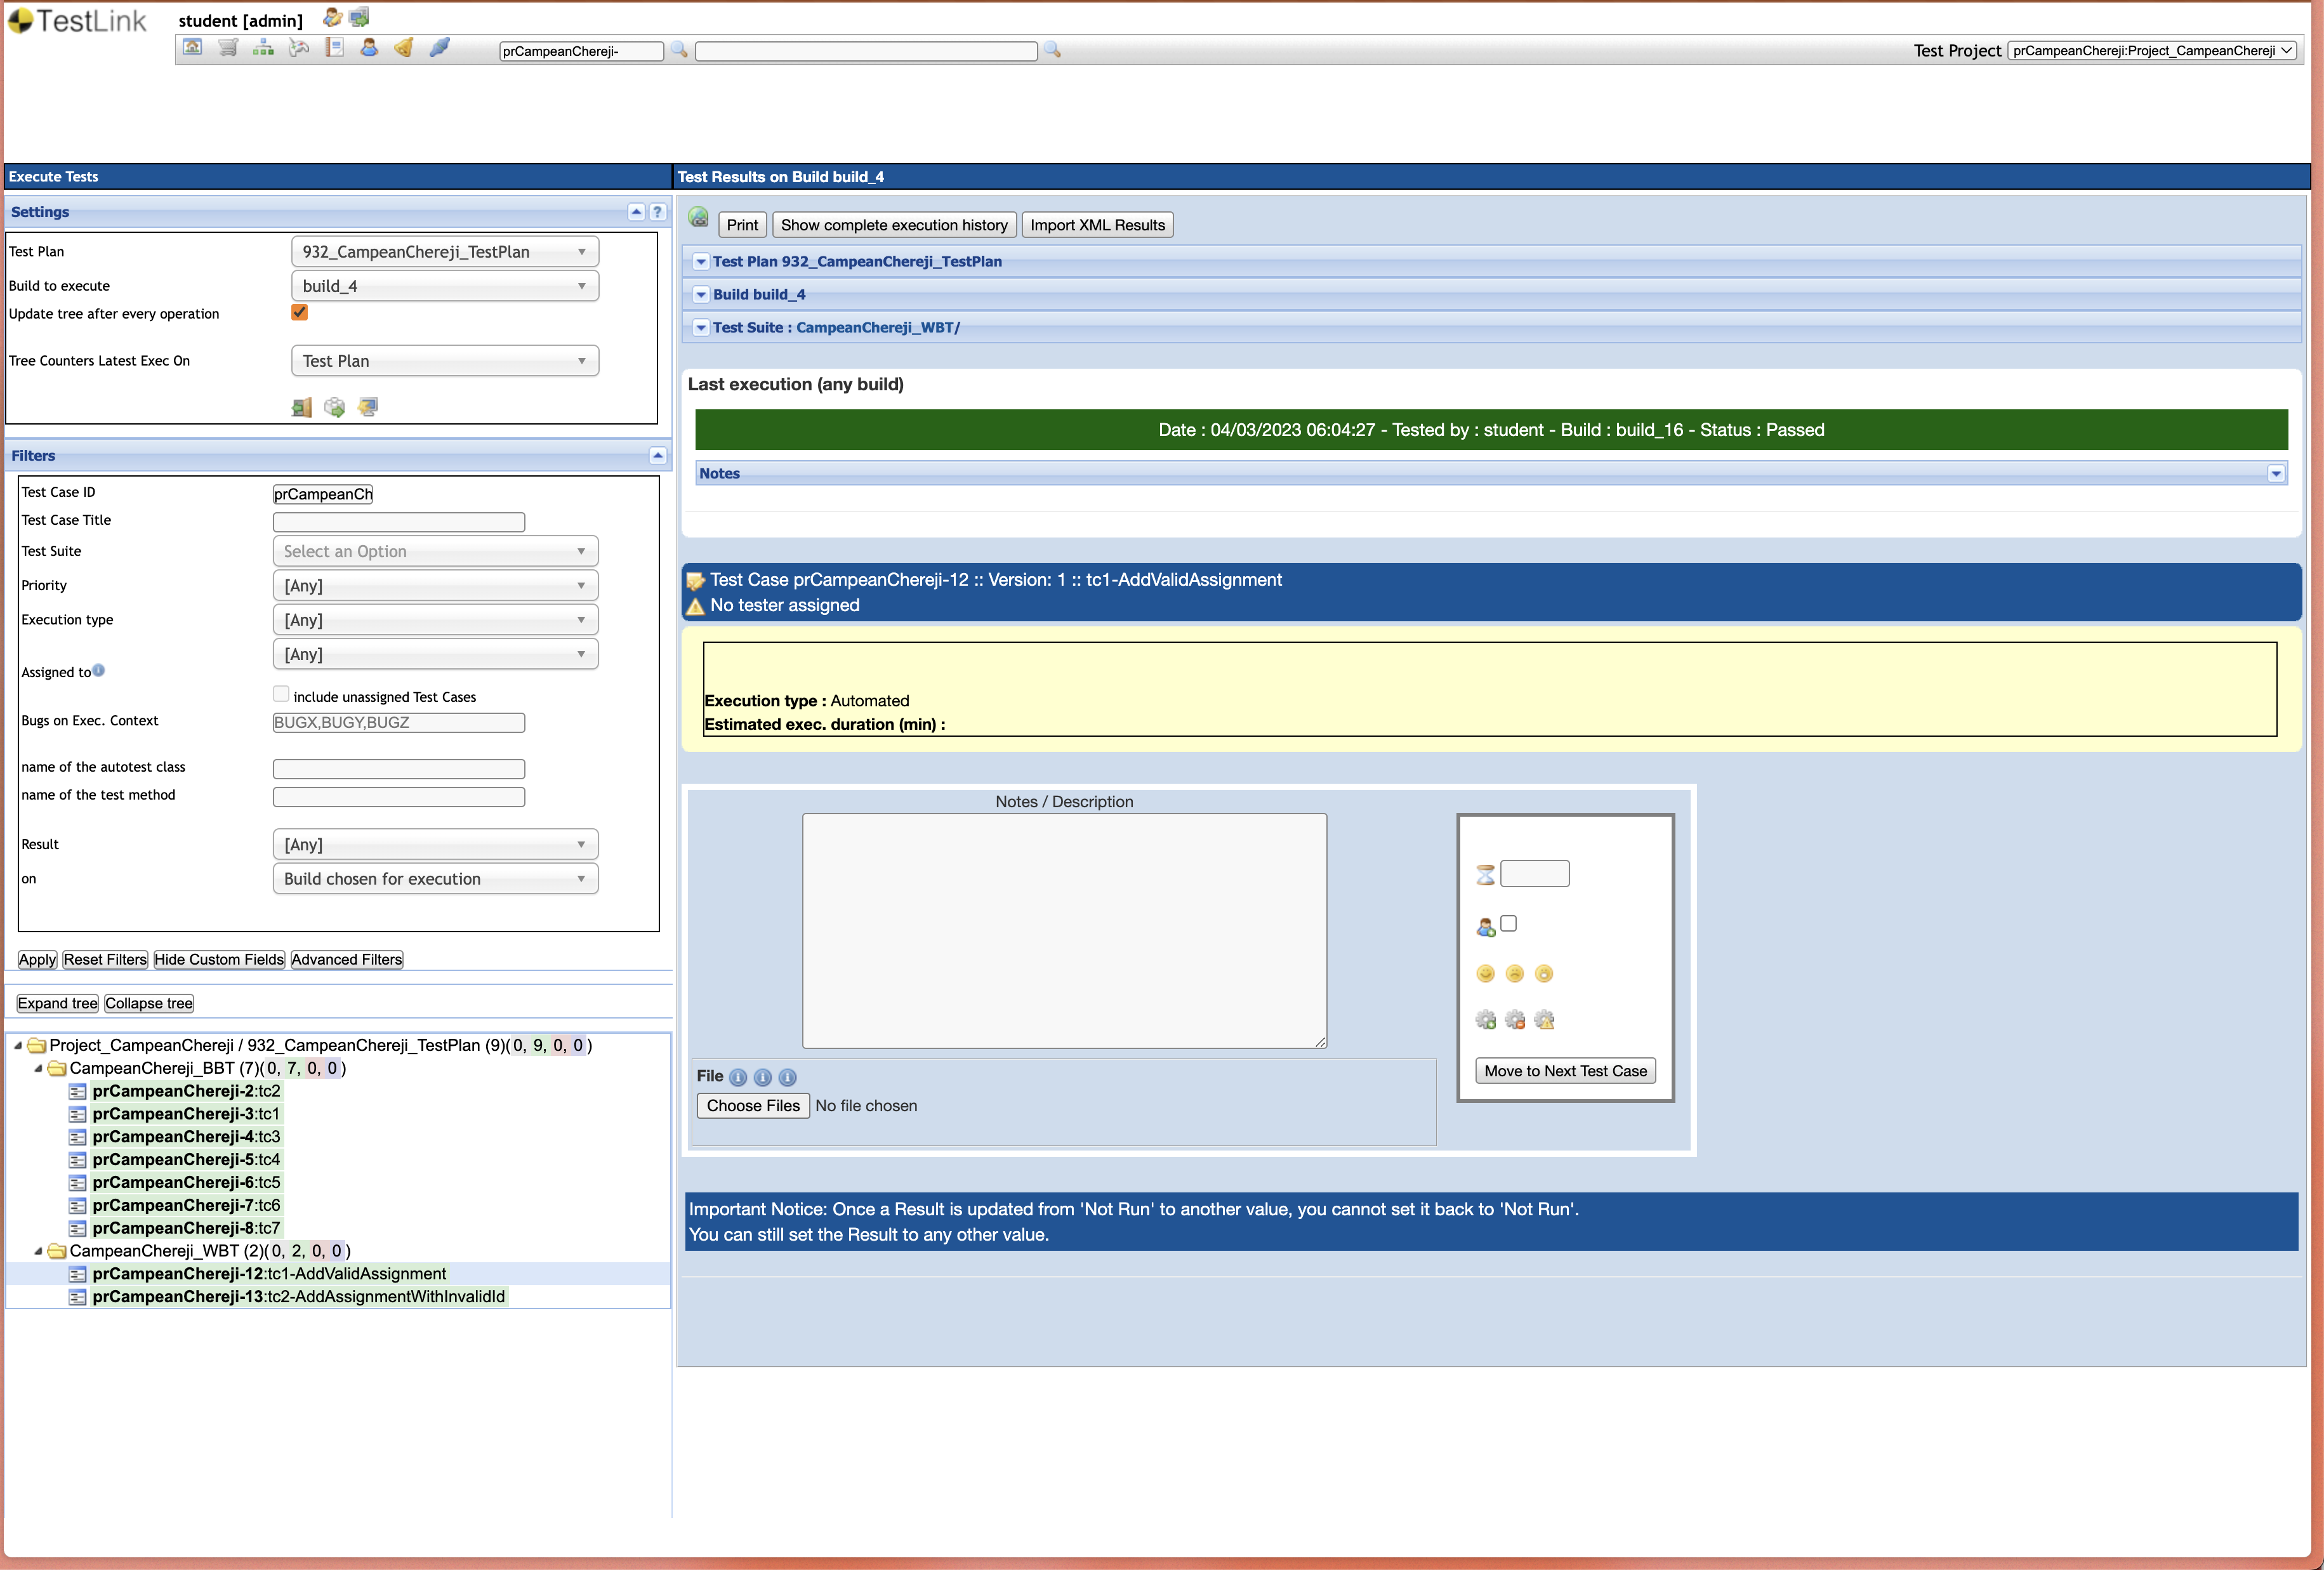 TestLink
student [admin]
prCampeanChereji-
Test Project prCampeanChereji:Project_CampeanChereji
Execute Tests
Settings
?
Test Plan 932_CampeanChereji_TestPlan
Build to execute build_4
Update tree after every operation
Tree Counters Latest Exec On Test Plan
Filters
Test Case ID prCampeanCh
Test Case Title
Test Suite Select an Option
Priority [Any]
Execution type [Any]
[Any]
Assigned to
include unassigned Test Cases
Bugs on Exec. Context BUGX,BUGY,BUGZ
name of the autotest class
name of the test method
Result [Any]
on Build chosen for execution
Apply Reset Filters Hide Custom Fields Advanced Filters
Expand tree Collapse tree
Project_CampeanChereji / 932_CampeanChereji_TestPlan (9)(0, 9, 0, 0)
CampeanChereji_BBT (7)(0, 7, 0, 0)
prCampeanChereji-2:tc2
prCampeanChereji-3:tc1
prCampeanChereji-4:tc3
prCampeanChereji-5:tc4
prCampeanChereji-6:tc5
prCampeanChereji-7:tc6
prCampeanChereji-8:tc7
CampeanChereji_WBT (2)(0, 2, 0, 0)
prCampeanChereji-12:tc1-AddValidAssignment
prCampeanChereji-13:tc2-AddAssignmentWithInvalidId
Test Results on Build build_4
Print Show complete execution history Import XML Results
Test Plan 932_CampeanChereji_TestPlan
Build build_4
Test Suite : CampeanChereji_WBT/
Last execution (any build)
Date : 04/03/2023 06:04:27 - Tested by : student - Build : build_16 - Status : Passed
Notes
Test Case prCampeanChereji-12 :: Version: 1 :: tc1-AddValidAssignment
No tester assigned
Execution type : Automated
Estimated exec. duration (min) :
Notes / Description
File
Choose Files No file chosen
Move to Next Test Case
Important Notice: Once a Result is updated from 'Not Run' to another value, you cannot set it back to 'Not Run'.
You can still set the Result to any other value.